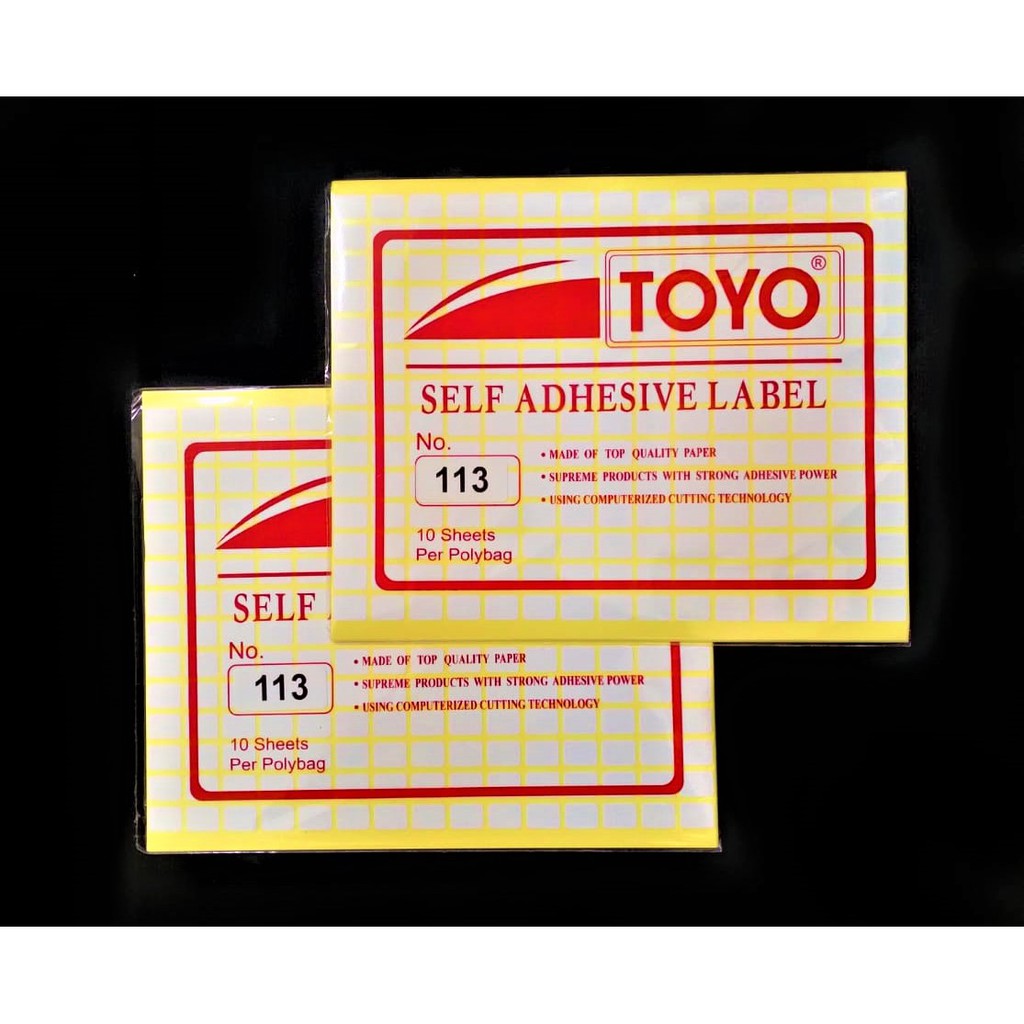 TOYO®
SELF ADHESIVE LABEL
No.
113
• MADE OF TOP QUALITY PAPER
• SUPREME PRODUCTS WITH STRONG ADHESIVE POWER
• USING COMPUTERIZED CUTTING TECHNOLOGY
10 Sheets
Per Polybag
SELF
No.
113
• MADE OF TOP QUALITY PAPER
• SUPREME PRODUCTS WITH STRONG ADHESIVE POWER
• USING COMPUTERIZED CUTTING TECHNOLOGY
10 Sheets
Per Polybag